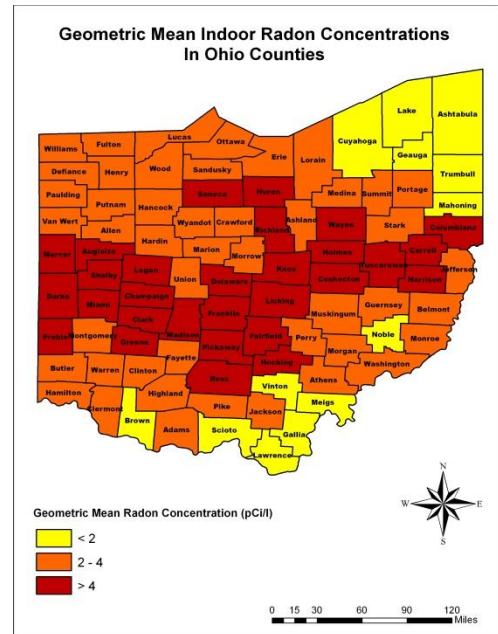 Geometric Mean Indoor Radon Concentrations
In Ohio Counties
Williams
Fulton
Lucas
Ottawa
Lake
Ashtabula
Cuyahoga
Geauga
Defiance
Henry
Wood
Sandusky
Erie
Lorain
Trumbull
Paulding
Putnam
Hancock
Seneca
Huron
Medina
Summit
Portage
Mahoning
Van Wert
Allen
Wyandot
Crawford
Richland
Ashland
Wayne
Stark
Columbiana
Mercer
Auglaize
Hardin
Marion
Morrow
Holmes
Carroll
Tuscarawas
Jefferson
Shelby
Logan
Union
Delaware
Knox
Coshocton
Harrison
Darke
Miami
Champaign
Clark
Franklin
Licking
Muskingum
Guernsey
Belmont
Preble
Montgomery
Greene
Madison
Pickaway
Fairfield
Perry
Morgan
Noble
Monroe
Butler
Warren
Clinton
Fayette
Ross
Hocking
Athens
Washington
Hamilton
Clermont
Highland
Vinton
Meigs
Brown
Adams
Pike
Jackson
Scioto
Gallia
Lawrence
N
W
E
S
Geometric Mean Radon Concentration (pCi/l)
< 2
2 - 4
> 4
0 15 30 60 90 120
Miles